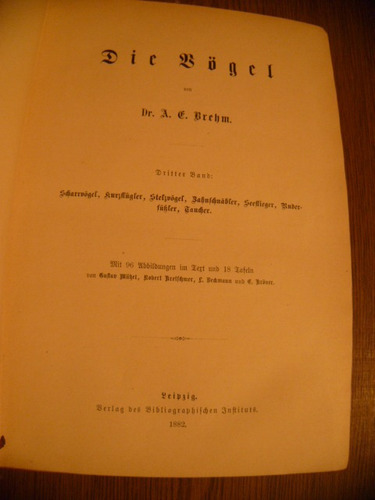 Die Vögel
von
Dr. A. E. Brehm.
Dritter Band:
Scharrvögel, Kurzflügler, Stelzvögel, Zahnschnäbler, Seeflieger, Ruder-
füßler, Taucher.
Mit 96 Abbildungen im Text und 18 Tafeln
von Gustav Mützel, Robert Kretschmer, L. Beckmann und
Leipzig.
Verlag des Bibliographischen Instituts.
1882.